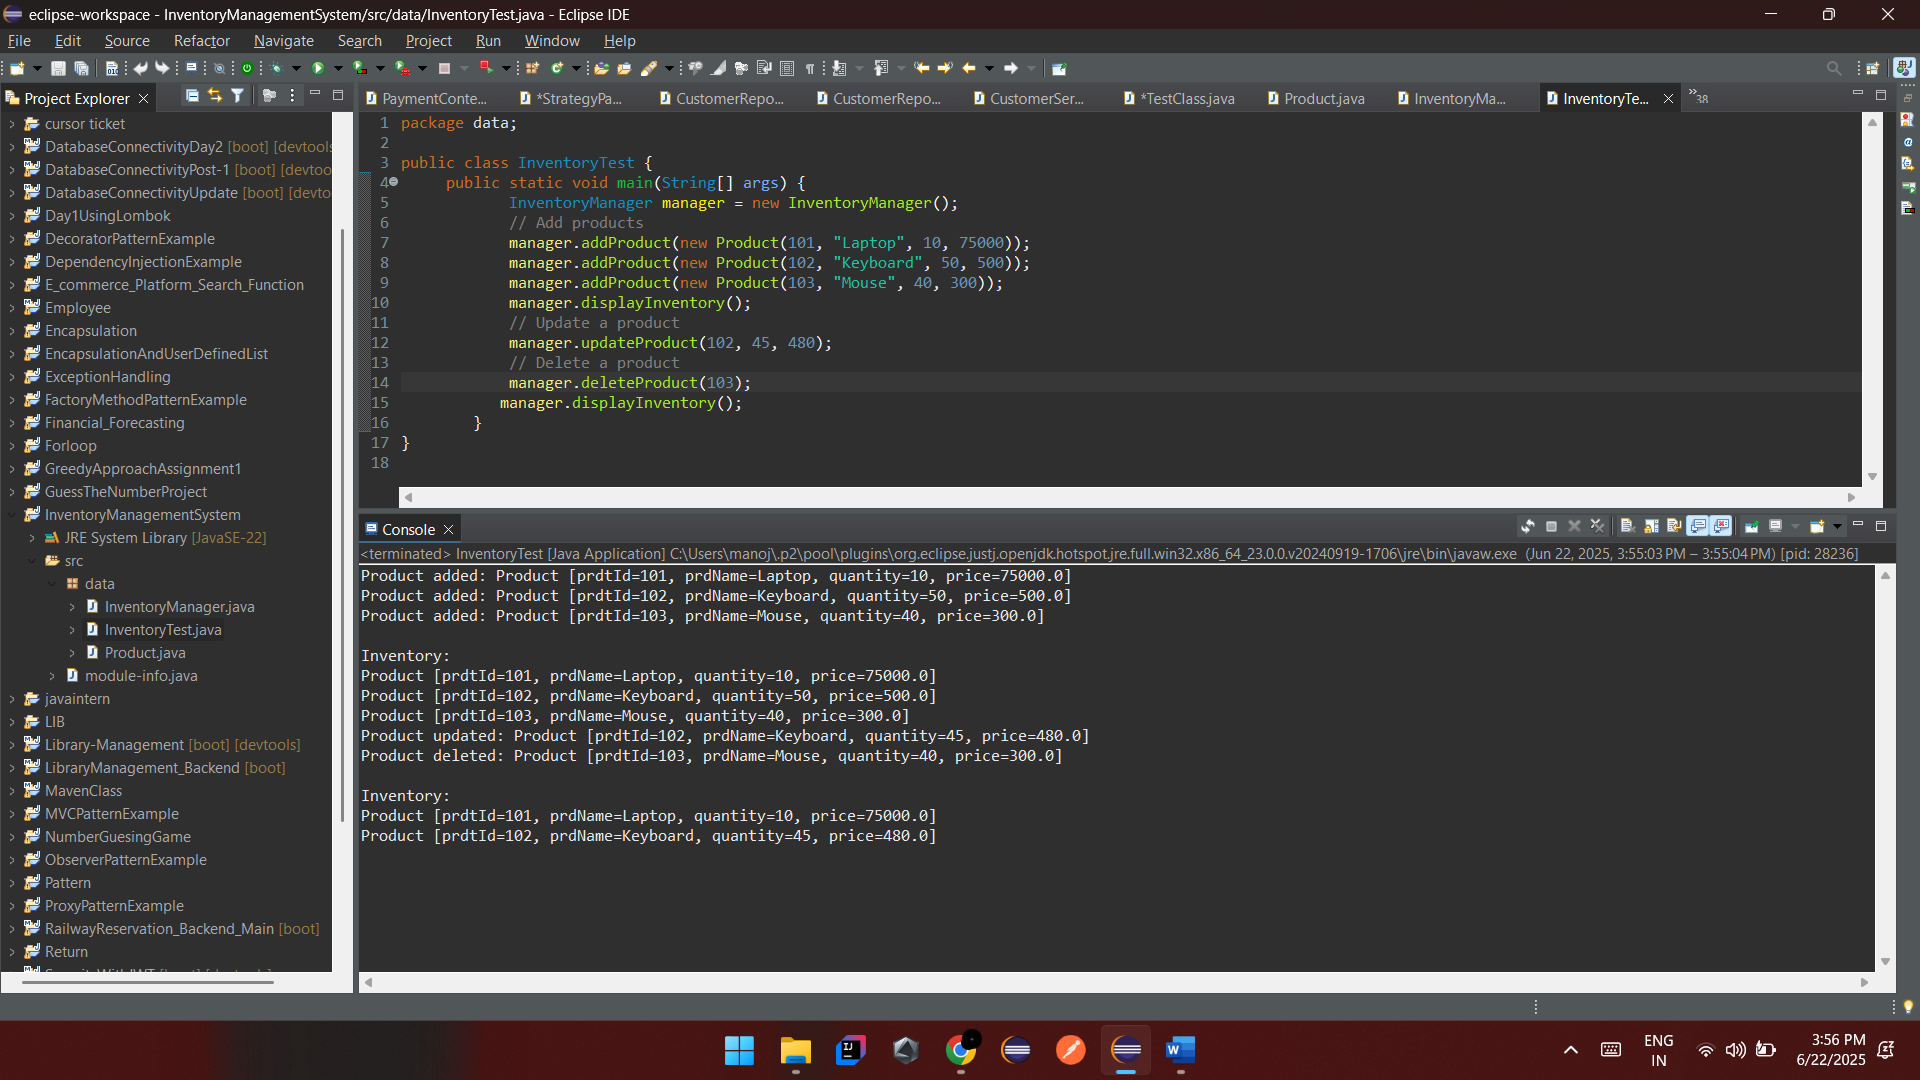 eclipse-workspace - InventoryManagementSystem/src/data/InventoryTest.java - Eclipse IDE
File Edit Source Refactor Navigate Search Project Run Window Help
Project Explorer
cursor ticket
DatabaseConnectivityDay2 [boot] [devtools
DatabaseConnectivityPost-1 [boot] [devtoo
DatabaseConnectivityUpdate [boot] [devto
Day1UsingLombok
DecoratorPatternExample
DependencyInjectionExample
E_commerce_Platform_Search_Function
Employee
Encapsulation
EncapsulationAndUserDefinedList
ExceptionHandling
FactoryMethodPatternExample
Financial_Forecasting
Forloop
GreedyApproachAssignment1
GuessTheNumberProject
InventoryManagementSystem
JRE System Library [JavaSE-22]
src
data
InventoryManager.java
InventoryTest.java
Product.java
module-info.java
javaintern
LIB
Library-Management [boot] [devtools]
LibraryManagement_Backend [boot]
MavenClass
MVCPatternExample
NumberGuesingGame
ObserverPatternExample
Pattern
ProxyPatternExample
RailwayReservation_Backend_Main [boot]
Return
PaymentConte... *StrategyPa... CustomerRepo... CustomerRepo... CustomerSer... *TestClass.java Product.java InventoryMa... InventoryTe... »38
1 package data;
2
3 public class InventoryTest {
4 public static void main(String[] args) {
5 InventoryManager manager = new InventoryManager();
6 // Add products
7 manager.addProduct(new Product(101, "Laptop", 10, 75000));
8 manager.addProduct(new Product(102, "Keyboard", 50, 500));
9 manager.addProduct(new Product(103, "Mouse", 40, 300));
10 manager.displayInventory();
11 // Update a product
12 manager.updateProduct(102, 45, 480);
13 // Delete a product
14 manager.deleteProduct(103);
15 manager.displayInventory();
16 }
17 }
18
Console
<terminated> InventoryTest [Java Application] C:\Users\manoj\.p2\pool\plugins\org.eclipse.justj.openjdk.hotspot.jre.full.win32.x86_64_23.0.0.v20240919-1706\jre\bin\javaw.exe (Jun 22, 2025, 3:55:03 PM – 3:55:04 PM) [pid: 28236]
Product added: Product [prdtId=101, prdName=Laptop, quantity=10, price=75000.0]
Product added: Product [prdtId=102, prdName=Keyboard, quantity=50, price=500.0]
Product added: Product [prdtId=103, prdName=Mouse, quantity=40, price=300.0]
Inventory:
Product [prdtId=101, prdName=Laptop, quantity=10, price=75000.0]
Product [prdtId=102, prdName=Keyboard, quantity=50, price=500.0]
Product [prdtId=103, prdName=Mouse, quantity=40, price=300.0]
Product updated: Product [prdtId=102, prdName=Keyboard, quantity=45, price=480.0]
Product deleted: Product [prdtId=103, prdName=Mouse, quantity=40, price=300.0]
Inventory:
Product [prdtId=101, prdName=Laptop, quantity=10, price=75000.0]
Product [prdtId=102, prdName=Keyboard, quantity=45, price=480.0]
ENG
IN
3:56 PM
6/22/2025